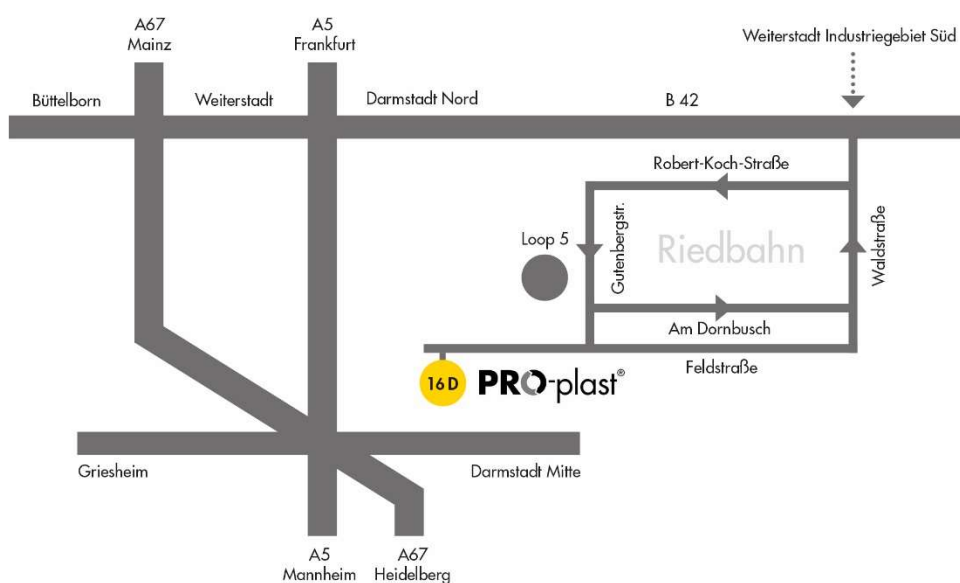 A67
Mainz
A5
Frankfurt
Weiterstadt Industriegebiet Süd
Büttelborn
Weiterstadt
Darmstadt Nord
B 42
Robert-Koch-Straße
Gutenbergstr.
Waldstraße
Loop 5
Riedbahn
Am Dornbusch
Feldstraße
16 D
PRO-plast®
Griesheim
Darmstadt Mitte
A5
Mannheim
A67
Heidelberg